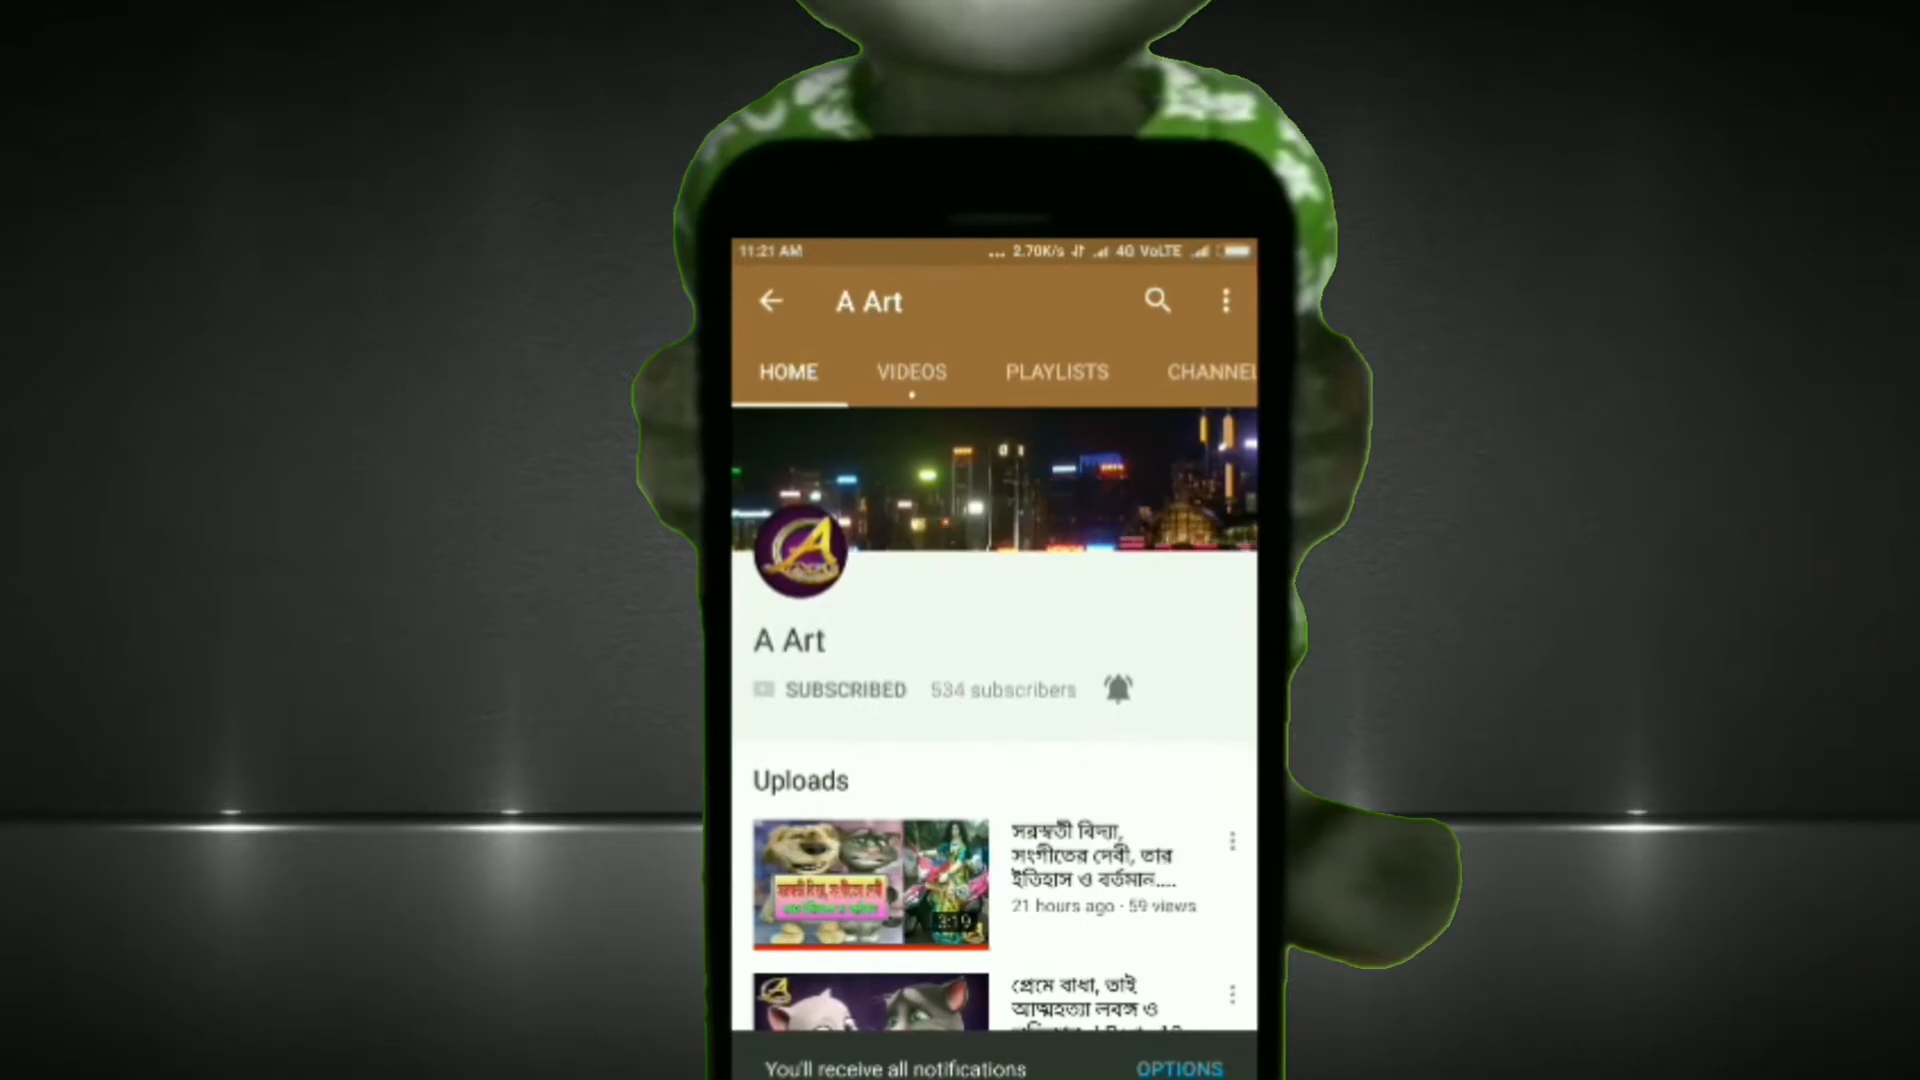 11:21 AM ... 2.70K/s 4G VoLTE
A Art
HOME VIDEOS PLAYLISTS CHANNEL
A Art
SUBSCRIBED 534 subscribers
Uploads
সরস্বতী বিদ্যা,
সংগীতের দেবী, তার
ইতিহাস ও বর্তমান....
21 hours ago · 59 views
3:19
প্রেমে বাধা, তাই
আত্মহত্যা লবঙ্গ ও
You'll receive all notifications OPTIONS